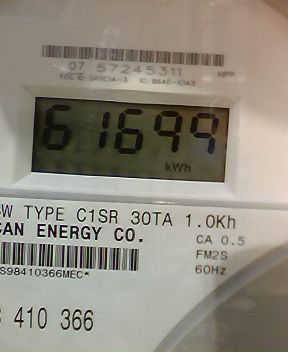 07 57245311
61699
kWh
TYPE C1SR 30TA 1.0Kh
CAN ENERGY CO.
CA 0.5
FM2S
60Hz
S98410366MEC*
410 366